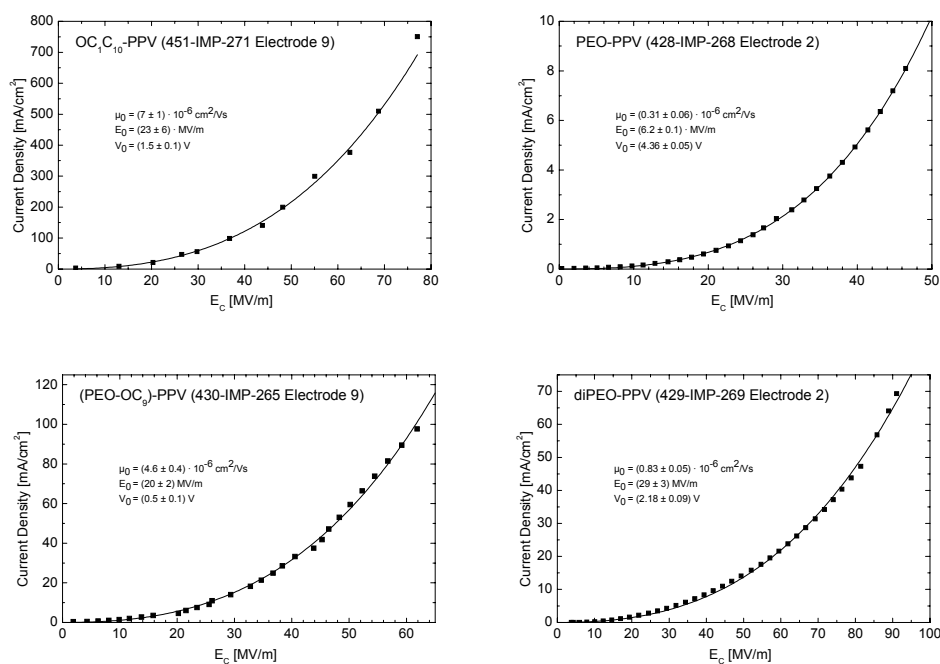 OC₁C₁₀-PPV (451-IMP-271 Electrode 9)
μ₀ = (7 ± 1) · 10⁻⁶ cm²/Vs
E₀ = (23 ± 6) · MV/m
V₀ = (1.5 ± 0.1) V
Current Density [mA/cm²]
800
700
600
500
400
300
200
100
0
0 10 20 30 40 50 60 70 80
E_C [MV/m]
PEO-PPV (428-IMP-268 Electrode 2)
μ₀ = (0.31 ± 0.06) · 10⁻⁶ cm²/Vs
E₀ = (6.2 ± 0.1) · MV/m
V₀ = (4.36 ± 0.05) V
Current Density [mA/cm²]
10
8
6
4
2
0
0 10 20 30 40 50
E_C [MV/m]
(PEO-OC₉)-PPV (430-IMP-265 Electrode 9)
μ₀ = (4.6 ± 0.4) · 10⁻⁶ cm²/Vs
E₀ = (20 ± 2) MV/m
V₀ = (0.5 ± 0.1) V
Current Density [mA/cm²]
120
100
80
60
40
20
0
0 10 20 30 40 50 60
E_C [MV/m]
diPEO-PPV (429-IMP-269 Electrode 2)
μ₀ = (0.83 ± 0.05) · 10⁻⁶ cm²/Vs
E₀ = (29 ± 3) MV/m
V₀ = (2.18 ± 0.09) V
Current Density [mA/cm²]
70
60
50
40
30
20
10
0
0 10 20 30 40 50 60 70 80 90 100
E_C [MV/m]